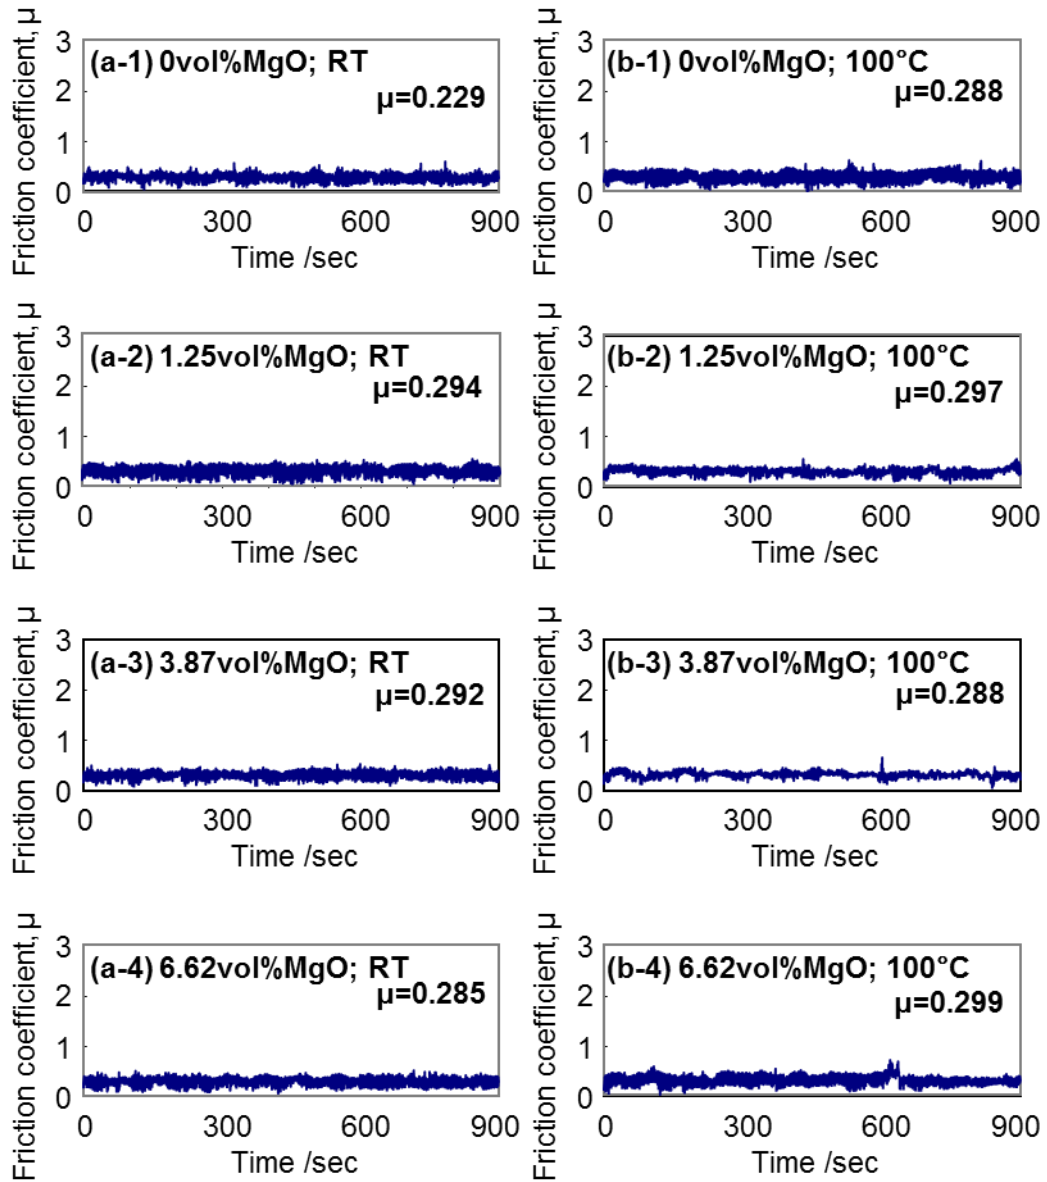 Friction coefficient, μ
3
2
1
0
(a-1) 0vol%MgO; RT
μ=0.229
0 300 600 900
Time /sec
Friction coefficient, μ
3
2
1
0
(b-1) 0vol%MgO; 100°C
μ=0.288
0 300 600 900
Time /sec
Friction coefficient, μ
3
2
1
0
(a-2) 1.25vol%MgO; RT
μ=0.294
0 300 600 900
Time /sec
Friction coefficient, μ
3
2
1
0
(b-2) 1.25vol%MgO; 100°C
μ=0.297
0 300 600 900
Time /sec
Friction coefficient, μ
3
2
1
0
(a-3) 3.87vol%MgO; RT
μ=0.292
0 300 600 900
Time /sec
Friction coefficient, μ
3
2
1
0
(b-3) 3.87vol%MgO; 100°C
μ=0.288
0 300 600 900
Time /sec
Friction coefficient, μ
3
2
1
0
(a-4) 6.62vol%MgO; RT
μ=0.285
0 300 600 900
Time /sec
Friction coefficient, μ
3
2
1
0
(b-4) 6.62vol%MgO; 100°C
μ=0.299
0 300 600 900
Time /sec